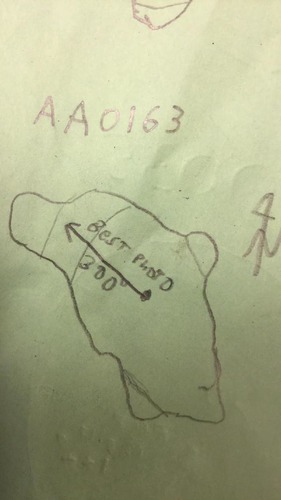 AA0163
BEST PHOTO
300°
N